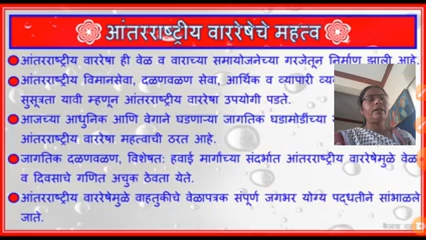 आंतरराष्ट्रीय वाररेषेचे महत्व
आंतरराष्ट्रीय वाररेषा ही वेळ व वाराच्या समायोजनेच्या गरजेतून निर्माण झाली आहे.
आंतरराष्ट्रीय विमानसेवा, दळणवळण सेवा, आर्थिक व व्यापारी
सुसूत्रता यावी म्हणून आंतरराष्ट्रीय वाररेषा उपयोगी पडते.
आजच्या आधुनिक आणि वेगाने घडणाऱ्या जागतिक घडामोडींच्या
आंतरराष्ट्रीय वाररेषा महत्वाची ठरत आहे.
जागतिक दळणवळण, विशेषत: हवाई मार्गाच्या संदर्भात आंतरराष्ट्रीय वाररेषेमुळे वेळ
व दिवसाचे गणित अचुक ठेवता येते.
आंतरराष्ट्रीय वाररेषेमुळे वाहतुकीचे वेळापत्रक संपूर्ण जगभर योग्य पद्धतीने सांभाळले
जाते.